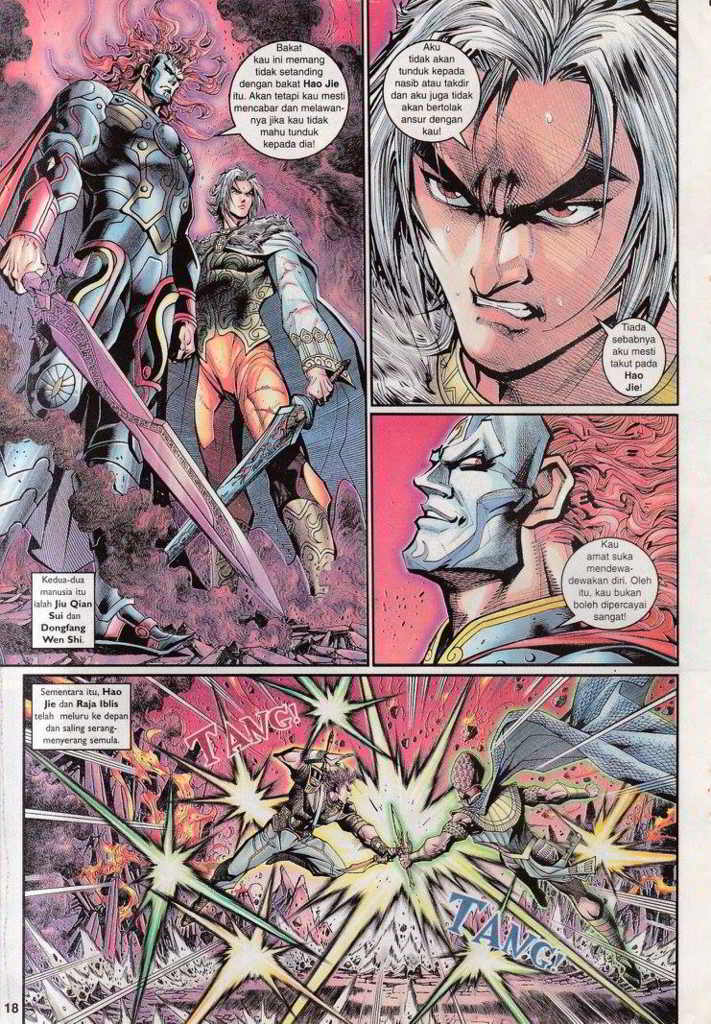 Bakat
kau ini memang
tidak setanding
dengan bakat Hao Jie
itu. Akan tetapi kau mesti
mencabar dan melawan-
nya jika kau tidak
mahu tunduk
kepada dia!
Aku
tidak akan
tunduk kepada
nasib atau takdir
dan aku juga tidak
akan bertolak
ansur dengan
kau!
Tiada
sebabnya
aku mesti
takut pada
Hao
Jie!
Kedua-dua
manusia itu
ialah Jiu Qian
Sui dan
Dongfang
Wen Shi.
Kau
amat suka
mendewa-
dewakan diri. Oleh
itu, kau bukan
boleh dipercayai
sangat!
Sementara itu, Hao
Jie dan Raja Iblis
telah meluru ke depan
dan saling serang-
menyerang semula.
TANG!
TANG!
18